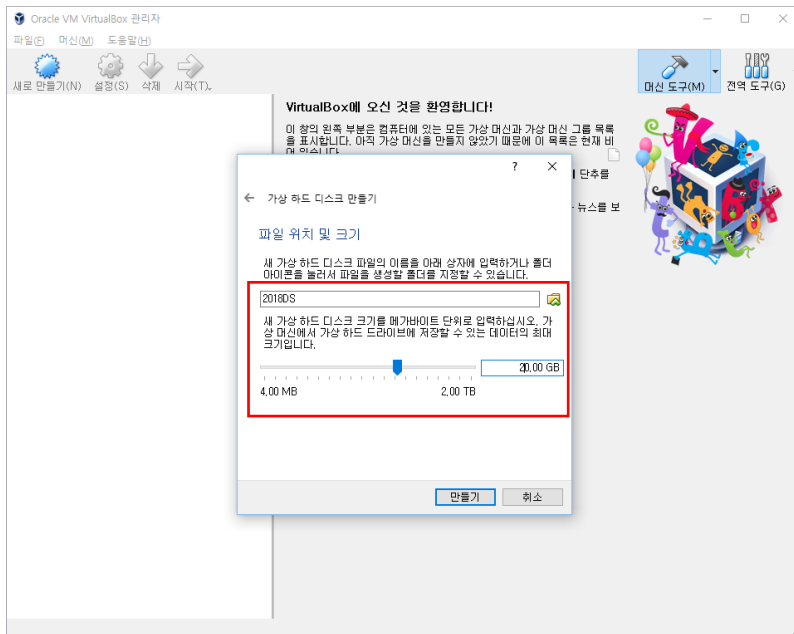 Oracle VM VirtualBox 관리자
파일(F) 머신(M) 도움말(H)
새로 만들기(N) 설정(S) 삭제 시작(T)
머신 도구(M) 전역 도구(G)
VirtualBox에 오신 것을 환영합니다!
이 창의 왼쪽 부분은 컴퓨터에 있는 모든 가상 머신과 가상 머신 그룹 목록
을 표시합니다. 아직 가상 머신을 만들지 않았기 때문에 이 목록은 현재 비
어 있습니다.
단추를
뉴스를 보
?
가상 하드 디스크 만들기
파일 위치 및 크기
새 가상 하드 디스크 파일의 이름을 아래 상자에 입력하거나 폴더
아이콘을 눌러서 파일을 생성할 폴더를 지정할 수 있습니다.
2018DS
새 가상 하드 디스크 크기를 메가바이트 단위로 입력하십시오. 가
상 머신에서 가상 하드 드라이브에 저장할 수 있는 데이터의 최대
크기입니다.
20,00 GB
4,00 MB 2,00 TB
만들기 취소